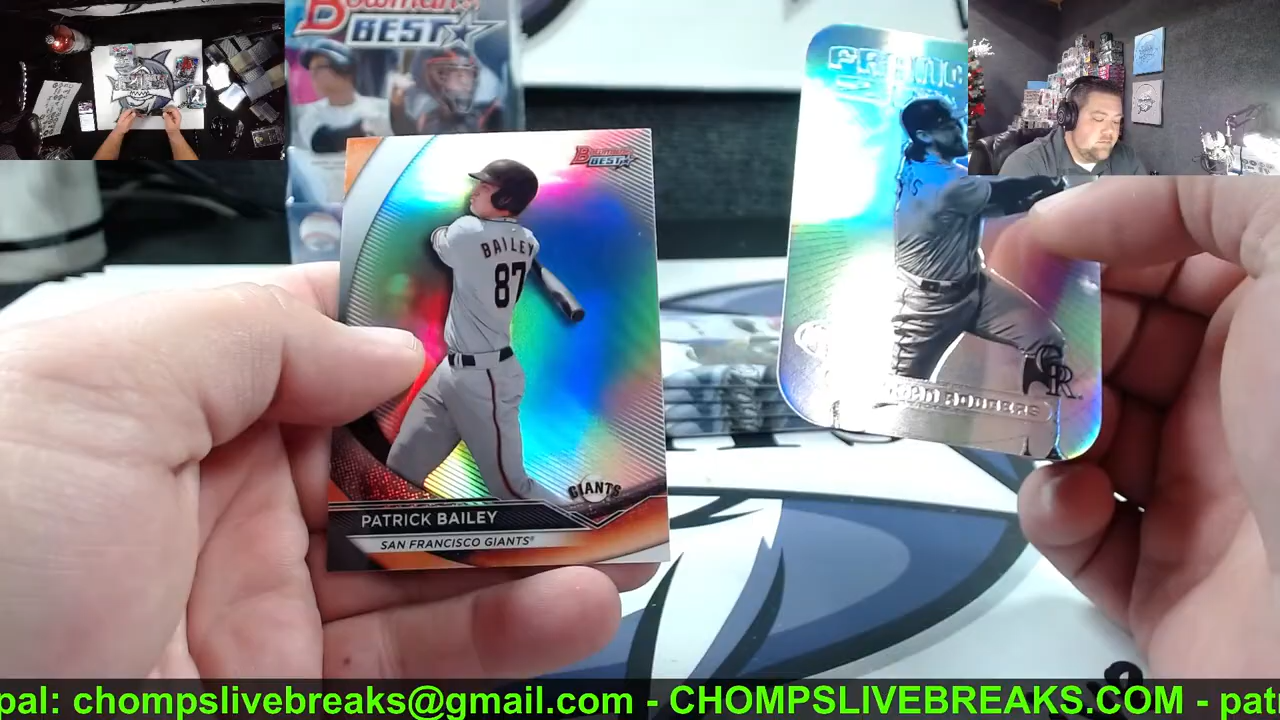 Bowman's
BEST
Bowman's
BEST
BAILEY
87
GIANTS
PATRICK BAILEY
SAN FRANCISCO GIANTS®
RODGERS
CR
pal: chompslivebreaks@gmail.com - CHOMPSLIVEBREAKS.COM - pat